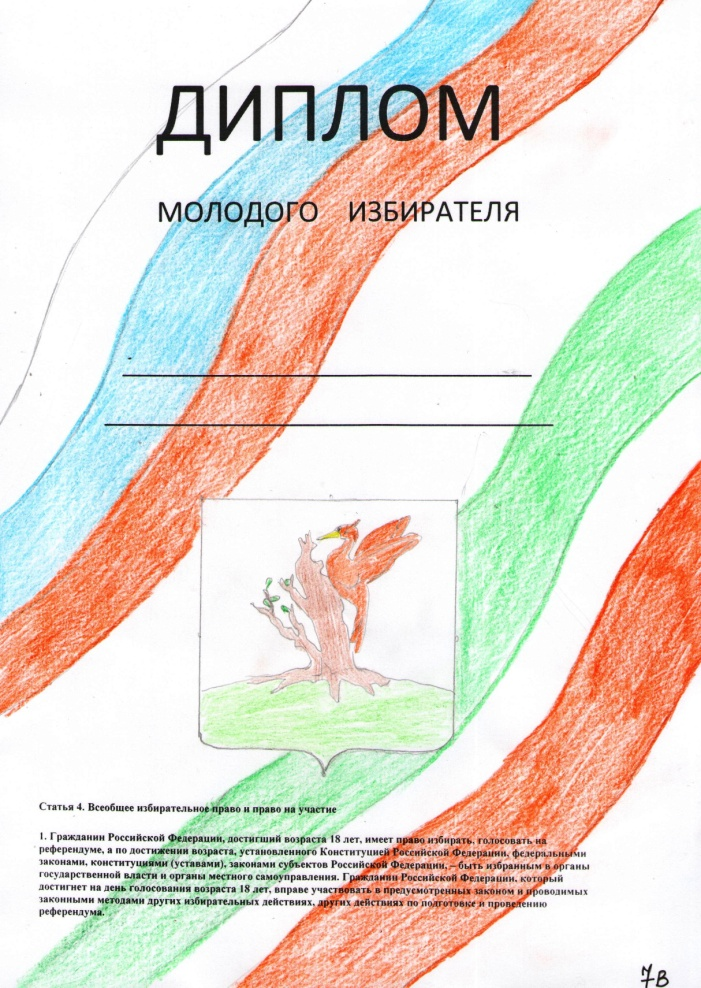 ДИПЛОМ
МОЛОДОГО ИЗБИРАТЕЛЯ
Статья 4. Всеобщее избирательное право и право на участие
1. Гражданин Российской Федерации, достигший возраста 18 лет, имеет право избирать, голосовать на
референдуме, а по достижении возраста, установленного Конституцией Российской Федерации, федеральными
законами, конституциями (уставами), законами субъектов Российской Федерации, – быть избранным в органы
государственной власти и органы местного самоуправления. Гражданин Российской Федерации, который
достигнет на день голосования возраста 18 лет, вправе участвовать в предусмотренных законом и проводимых
законными методами других избирательных действиях, других действиях по подготовке и проведению
референдума.
7В